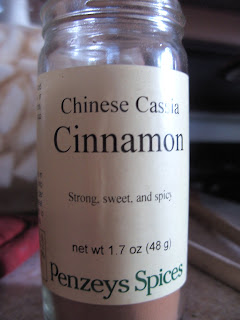 Chinese Cassia
Cinnamon
Strong, sweet, and spicy
net wt 1.7 oz (48 g)
Penzeys Spices